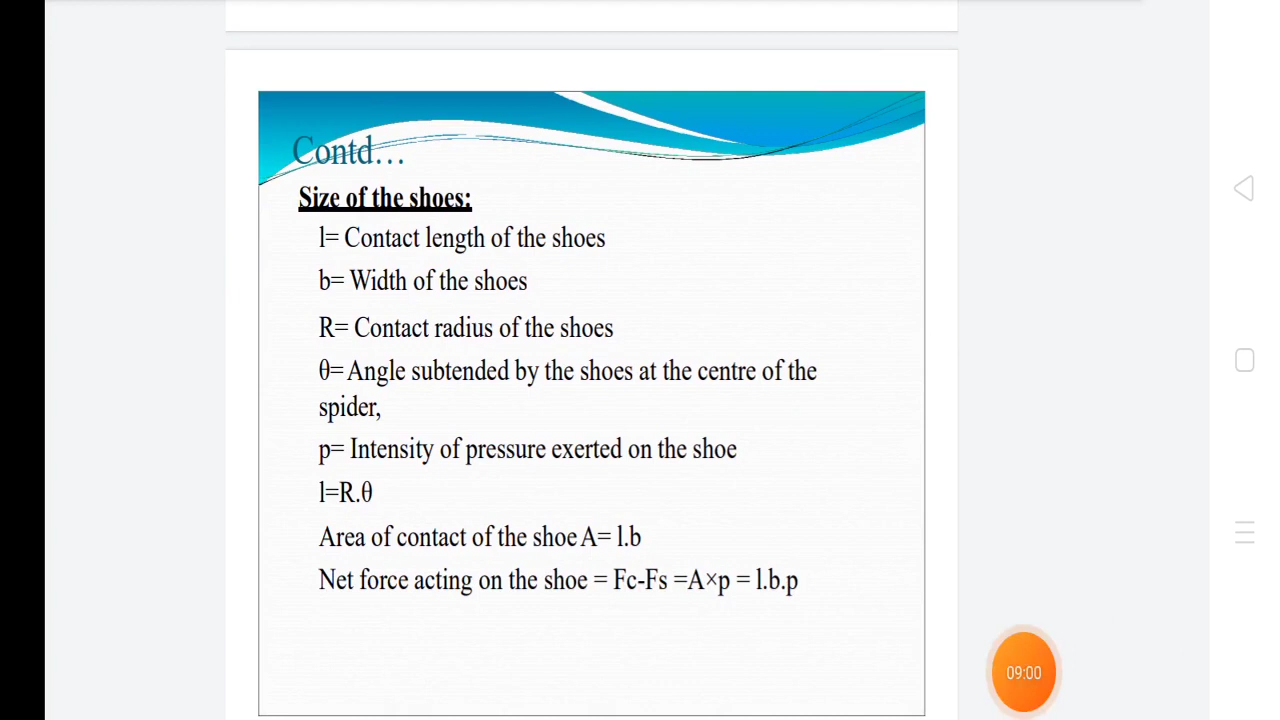 Contd...
Size of the shoes:
l= Contact length of the shoes
b= Width of the shoes
R= Contact radius of the shoes
θ= Angle subtended by the shoes at the centre of the
spider,
p= Intensity of pressure exerted on the shoe
l=R.θ
Area of contact of the shoe A= l.b
Net force acting on the shoe = Fc-Fs =A×p = l.b.p
09:00